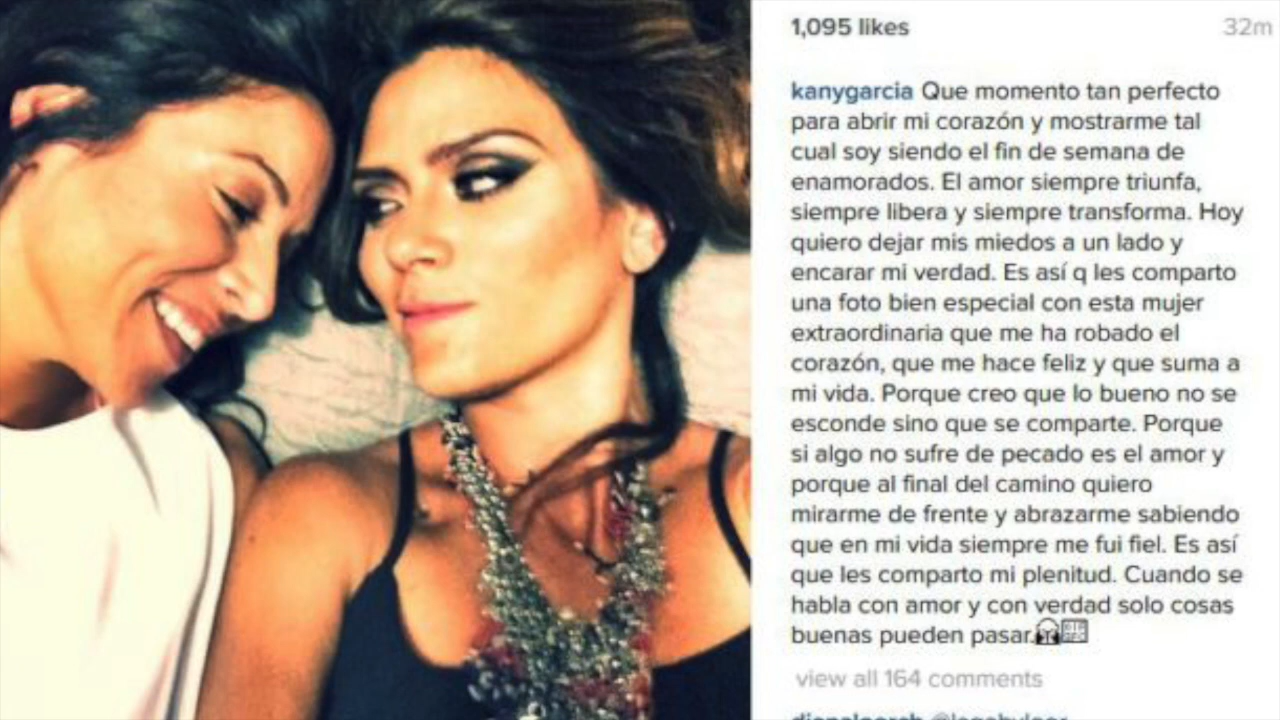 1,095 likes 32m
kanygarcia Que momento tan perfecto
para abrir mi corazón y mostrarme tal
cual soy siendo el fin de semana de
enamorados. El amor siempre triunfa,
siempre libera y siempre transforma. Hoy
quiero dejar mis miedos a un lado y
encarar mi verdad. Es así q les comparto
una foto bien especial con esta mujer
extraordinaria que me ha robado el
corazón, que me hace feliz y que suma a
mi vida. Porque creo que lo bueno no se
esconde sino que se comparte. Porque
si algo no sufre de pecado es el amor y
porque al final del camino quiero
mirarme de frente y abrazarme sabiendo
que en mi vida siempre me fui fiel. Es así
que les comparto mi plenitud. Cuando se
habla con amor y con verdad solo cosas
buenas pueden pasar.
view all 164 comments